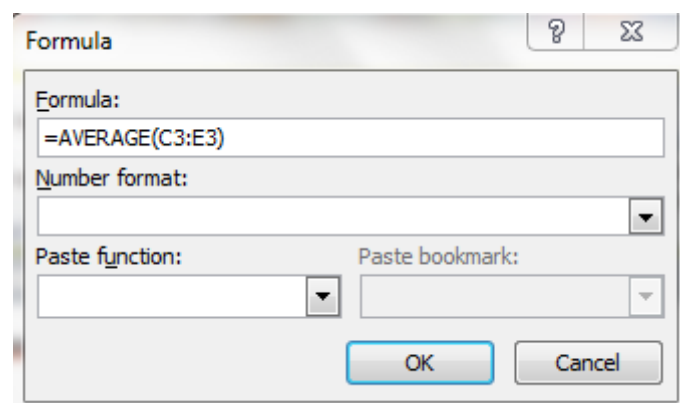 Formula
Formula:
=AVERAGE(C3:E3)
Number format:
Paste function: Paste bookmark:
OK Cancel